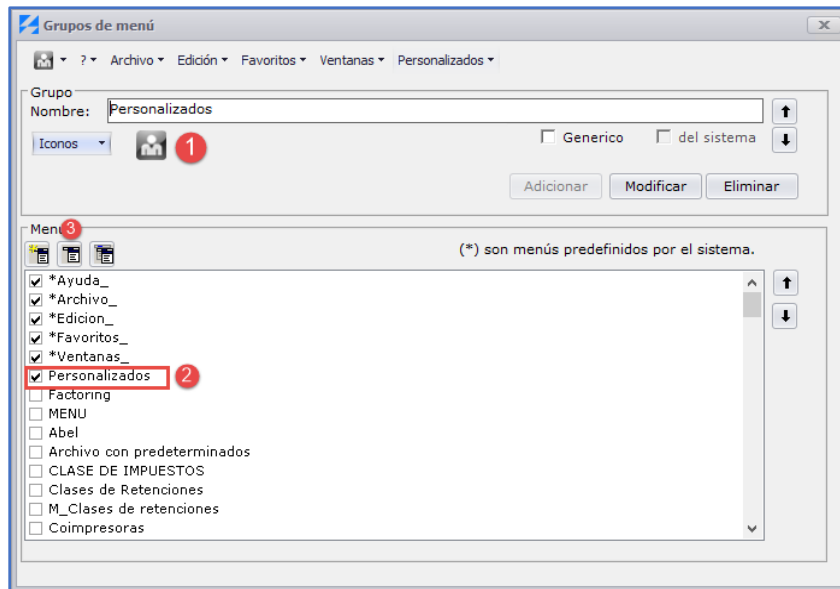 Grupos de menú
? Archivo Edición Favoritos Ventanas Personalizados
Grupo
Nombre: Personalizados
Iconos 1 Generico del sistema
Adicionar Modificar Eliminar
Menú 3
(*) son menús predefinidos por el sistema.
*Ayuda_
*Archivo_
*Edicion_
*Favoritos_
*Ventanas_
Personalizados 2
Factoring
MENU
Abel
Archivo con predeterminados
CLASE DE IMPUESTOS
Clases de Retenciones
M_Clases de retenciones
Coimpresoras